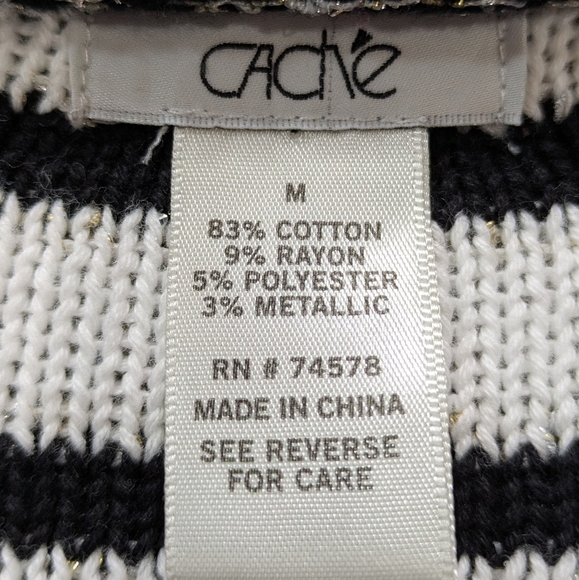 CACHÉ
M
83% COTTON
9% RAYON
5% POLYESTER
3% METALLIC
RN # 74578
MADE IN CHINA
SEE REVERSE
FOR CARE